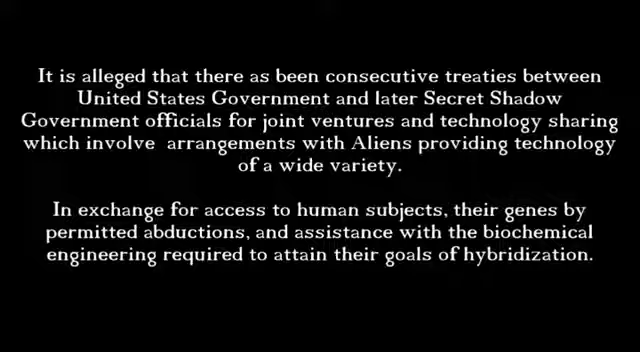 It is alleged that there as been consecutive treaties between
United States Government and later Secret Shadow
Government officials for joint ventures and technology sharing
which involve  arrangements with Aliens providing technology
of a wide variety.
In exchange for access to human subjects, their genes by
permitted abductions, and assistance with the biochemical
engineering required to attain their goals of hybridization.